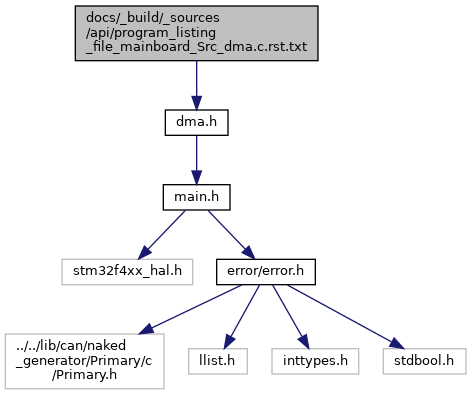 docs/_build/_sources
/api/program_listing
_file_mainboard_Src_dma.c.rst.txt
dma.h
main.h
stm32f4xx_hal.h
error/error.h
../../lib/can/naked
_generator/Primary/c
/Primary.h
llist.h
inttypes.h
stdbool.h